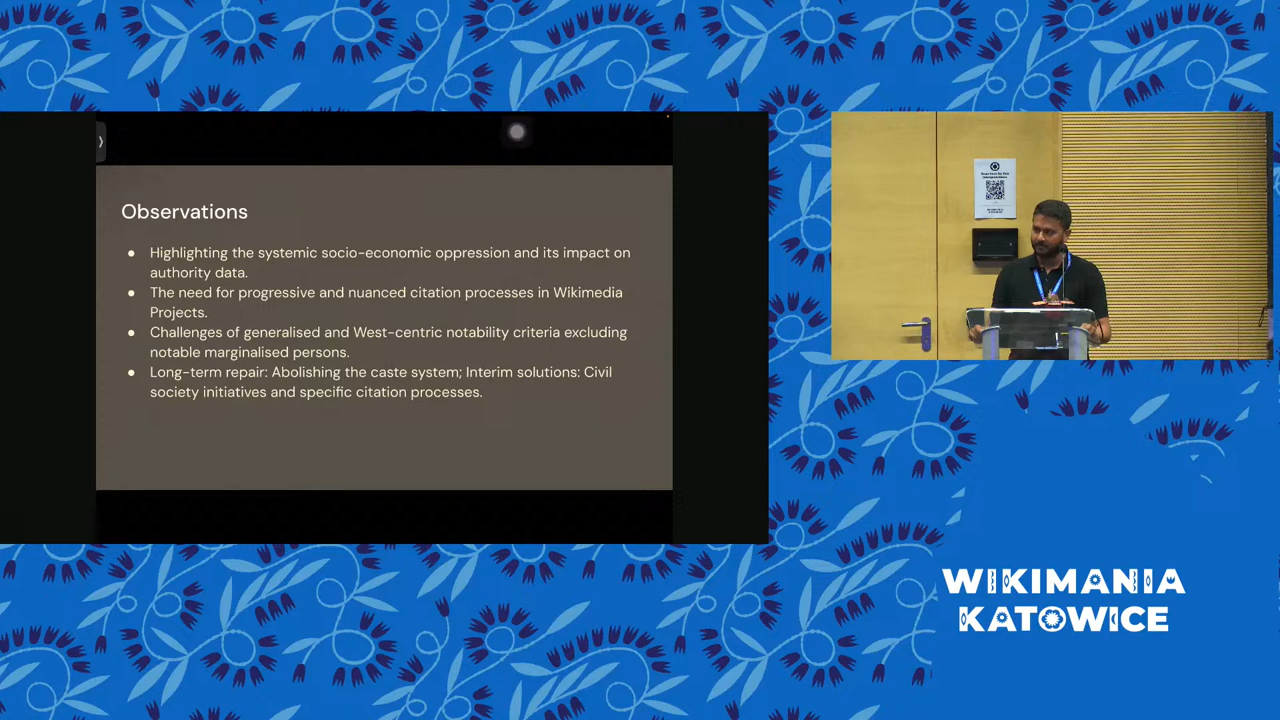 Observations
● Highlighting the systemic socio-economic oppression and its impact on
authority data.
● The need for progressive and nuanced citation processes in Wikimedia
Projects.
● Challenges of generalised and West-centric notability criteria excluding
notable marginalised persons.
● Long-term repair: Abolishing the caste system; Interim solutions: Civil
society initiatives and specific citation processes.
WIKIMANIA
KATOWICE